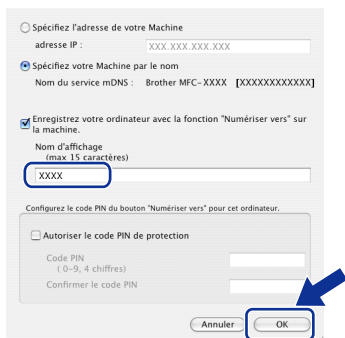 Spécifiez l'adresse de votre Machine
adresse IP : XXX.XXX.XXX.XXX
Spécifiez votre Machine par le nom
Nom du service mDNS : Brother MFC-XXXX [XXXXXXXXXXXX]
Enregistrez votre ordinateur avec la fonction "Numériser vers" sur
la machine.
Nom d'affichage
(max 15 caractères)
XXXX
Configurez le code PIN du bouton "Numériser vers" pour cet ordinateur.
Autoriser le code PIN de protection
Code PIN
( 0-9, 4 chiffres)
Confirmer le code PIN
Annuler OK